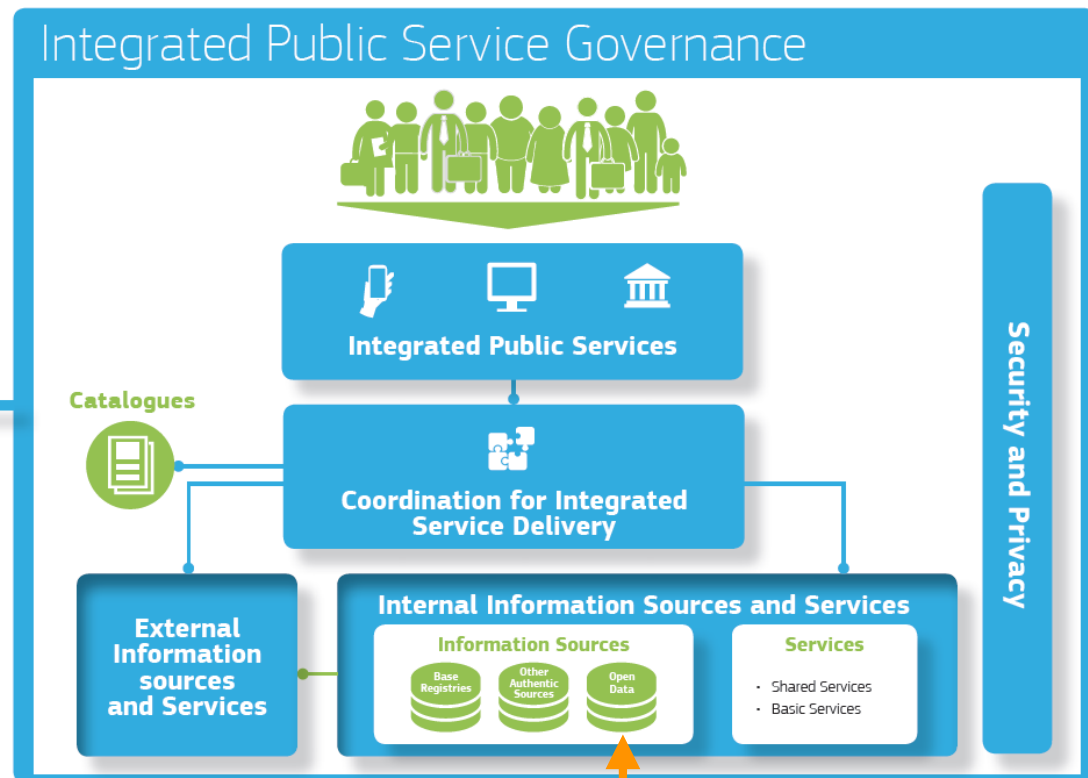 Integrated Public Service Governance
Integrated Public Services
Catalogues
Coordination for Integrated
Service Delivery
External
Information
sources
and Services
Internal Information Sources and Services
Information Sources
Base
Registries
Other
Authentic
Sources
Open
Data
Services
· Shared Services
· Basic Services
Security and Privacy